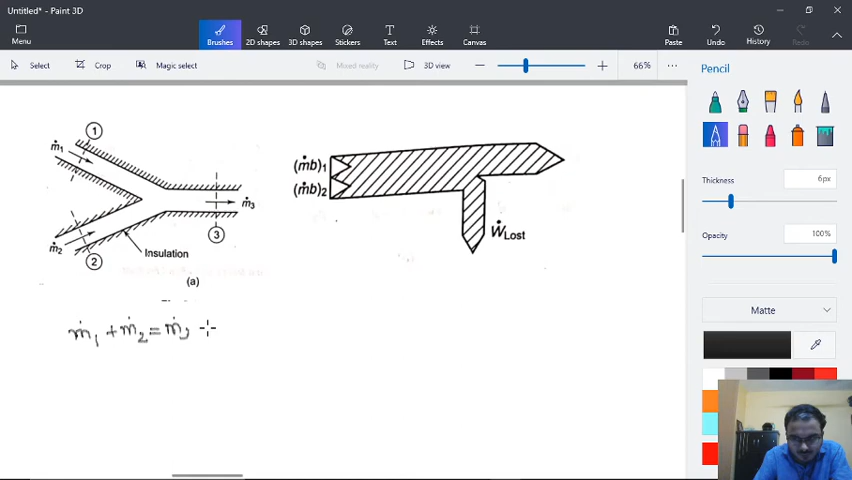 Untitled* - Paint 3D
Menu
Brushes
2D shapes
3D shapes
Stickers
Text
Effects
Canvas
Paste
Undo
History
Redo
Select
Crop
Magic select
Mixed reality
3D view
66%
Pencil
Thickness
6px
Opacity
100%
Matte
1
ṁ1
ṁ2
2
ṁ3
3
Insulation
(a)
(ṁb)1
(ṁb)2
ẆLost
ṁ1 + ṁ2 = ṁ